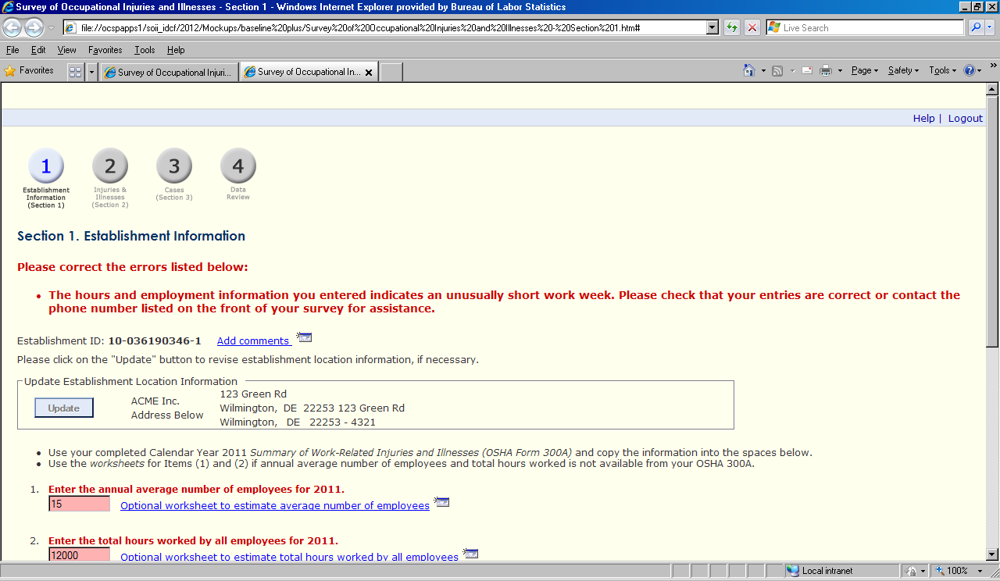 Survey of Occupational Injuries and Illnesses - Section 1 - Windows Internet Explorer provided by Bureau of Labor Statistics
file://ocspapps1/soii_idcf/2012/Mockups/baseline%20plus/Survey%20of%20Occupational%20Injuries%20and%20Illnesses%20-%20Section%201.htm#
Live Search
File Edit View Favorites Tools Help
Favorites
Survey of Occupational Injuri...
Survey of Occupational In...
Page Safety Tools
Help | Logout
1 2 3 4
Establishment Information (Section 1)
Injuries & Illnesses (Section 2)
Cases (Section 3)
Data Review
Section 1. Establishment Information
Please correct the errors listed below:
• The hours and employment information you entered indicates an unusually short work week. Please check that your entries are correct or contact the
phone number listed on the front of your survey for assistance.
Establishment ID: 10-036190346-1 Add comments
Please click on the "Update" button to revise establishment location information, if necessary.
Update Establishment Location Information
Update
ACME Inc.
Address Below
123 Green Rd
Wilmington, DE 22253 123 Green Rd
Wilmington, DE 22253 - 4321
• Use your completed Calendar Year 2011 Summary of Work-Related Injuries and Illnesses (OSHA Form 300A) and copy the information into the spaces below.
• Use the worksheets for Items (1) and (2) if annual average number of employees and total hours worked is not available from your OSHA 300A.
1. Enter the annual average number of employees for 2011.
15 Optional worksheet to estimate average number of employees
2. Enter the total hours worked by all employees for 2011.
12000 Optional worksheet to estimate total hours worked by all employees
Local intranet
100%